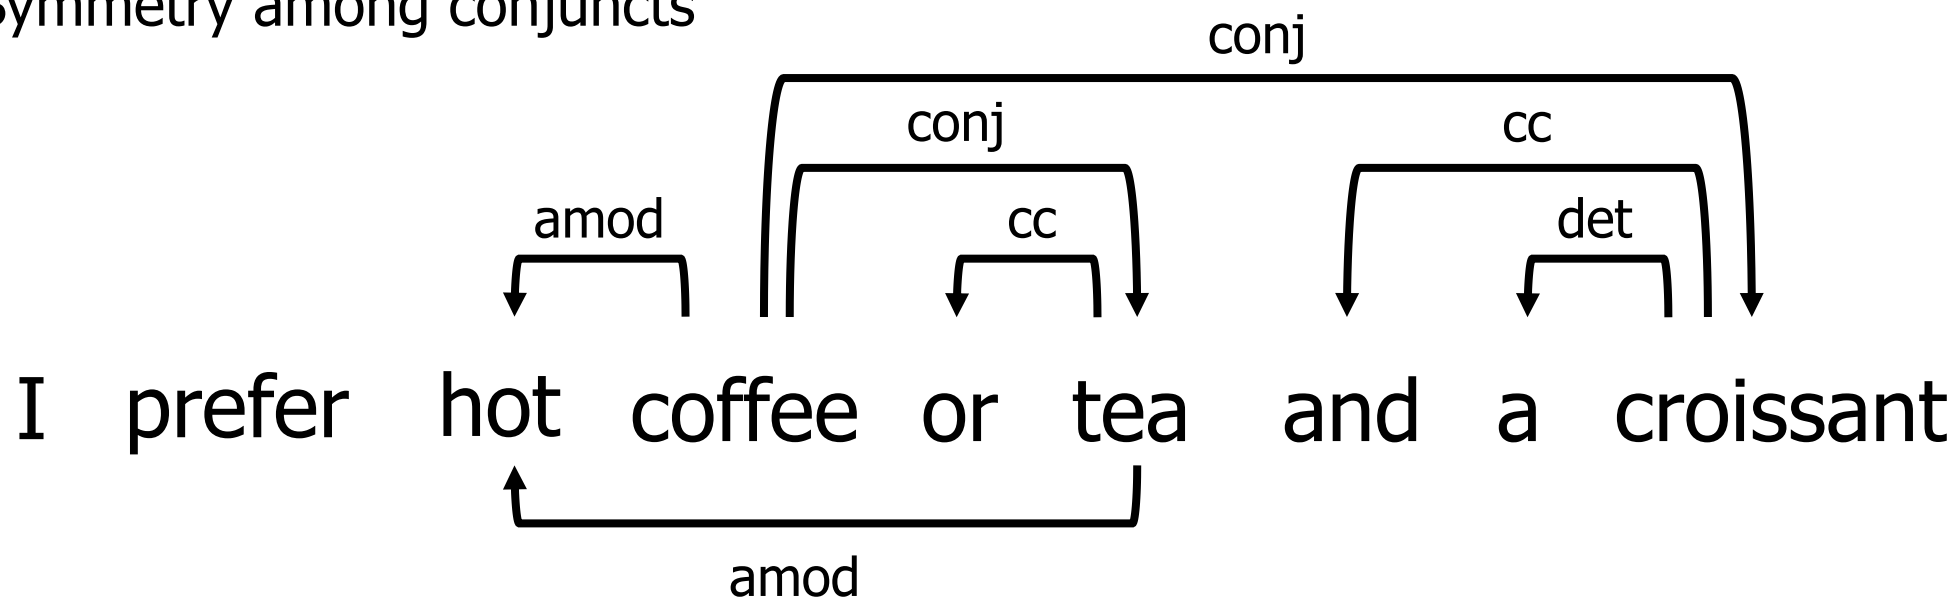 symmetry among conjuncts
conj
conj
cc
amod
cc
det
I prefer hot coffee or tea and a croissant
amod